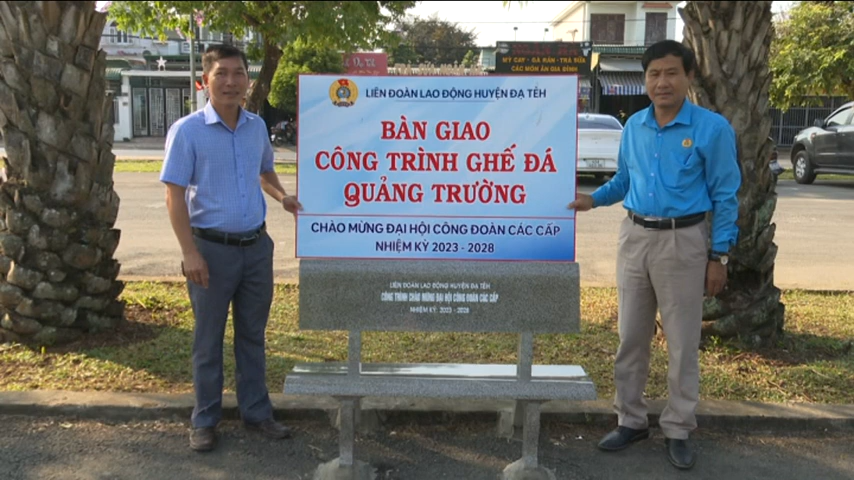 MỲ CAY - GÀ RÁN - TRÀ SỮA
CÁC MÓN ĂN GIA ĐÌNH
LIÊN ĐOÀN LAO ĐỘNG HUYỆN ĐẠ TẺH
BÀN GIAO
CÔNG TRÌNH GHẾ ĐÁ
QUẢNG TRƯỜNG
CHÀO MỪNG ĐẠI HỘI CÔNG ĐOÀN CÁC CẤP
NHIỆM KỲ 2023 - 2028
LIÊN ĐOÀN LAO ĐỘNG HUYỆN ĐẠ TẺH
CÔNG TRÌNH CHÀO MỪNG ĐẠI HỘI CÔNG ĐOÀN CÁC CẤP
NHIỆM KỲ: 2023 - 2028